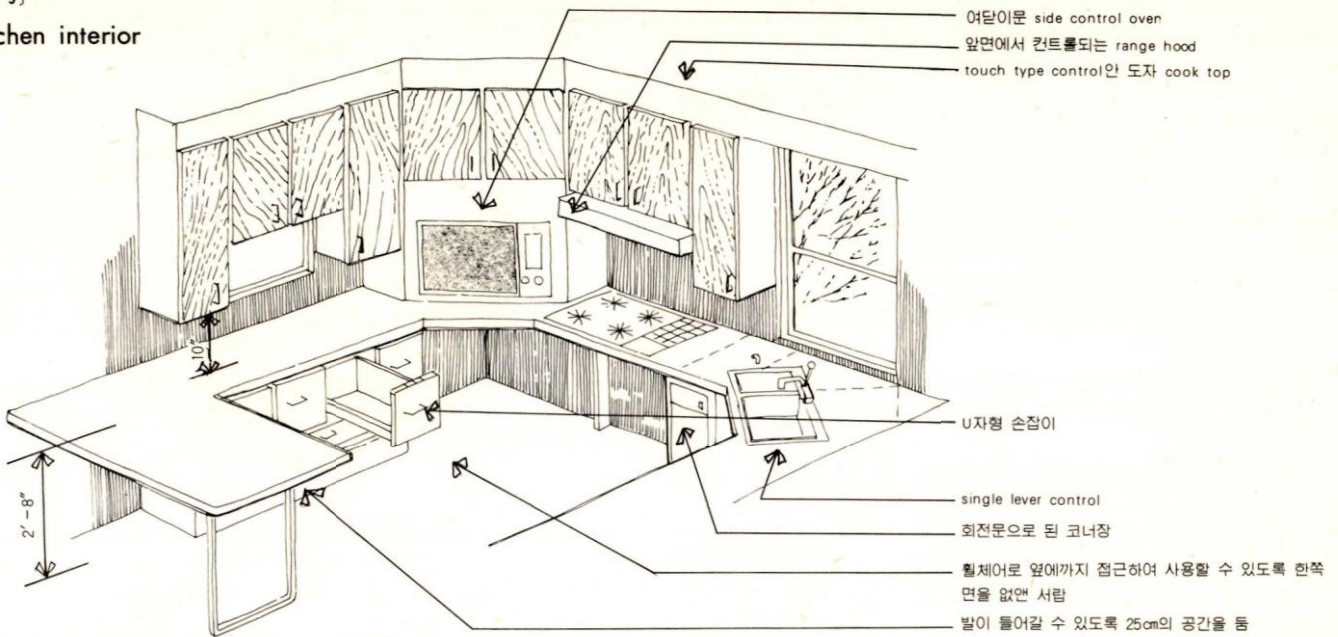 chen interior
여닫이문 side control oven
앞면에서 컨트롤되는 range hood
touch type control안 도자 cook top
10"
2'-8"
U자형 손잡이
single lever control
회전문으로 된 코너장
휠체어로 옆에까지 접근하여 사용할 수 있도록 한쪽
면을 없앤 서랍
발이 들어갈 수 있도록 25cm의 공간을 둠